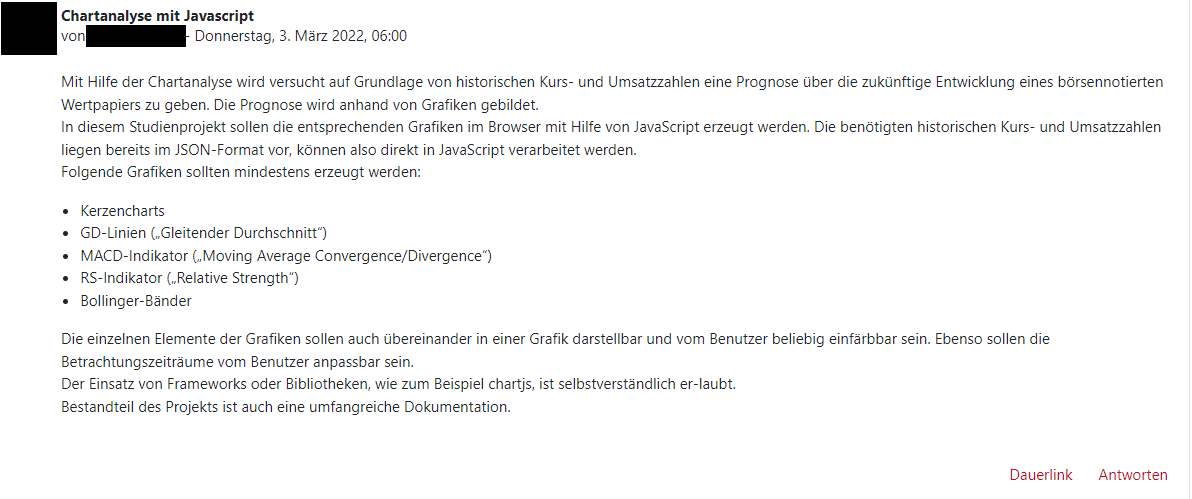 Chartanalyse mit Javascript
von - Donnerstag, 3. März 2022, 06:00
Mit Hilfe der Chartanalyse wird versucht auf Grundlage von historischen Kurs- und Umsatzzahlen eine Prognose über die zukünftige Entwicklung eines börsennotierten
Wertpapiers zu geben. Die Prognose wird anhand von Grafiken gebildet.
In diesem Studienprojekt sollen die entsprechenden Grafiken im Browser mit Hilfe von JavaScript erzeugt werden. Die benötigten historischen Kurs- und Umsatzzahlen
liegen bereits im JSON-Format vor, können also direkt in JavaScript verarbeitet werden.
Folgende Grafiken sollten mindestens erzeugt werden:
• Kerzencharts
• GD-Linien („Gleitender Durchschnitt“)
• MACD-Indikator („Moving Average Convergence/Divergence“)
• RS-Indikator („Relative Strength“)
• Bollinger-Bänder
Die einzelnen Elemente der Grafiken sollen auch übereinander in einer Grafik darstellbar und vom Benutzer beliebig einfärbbar sein. Ebenso sollen die
Betrachtungszeiträume vom Benutzer anpassbar sein.
Der Einsatz von Frameworks oder Bibliotheken, wie zum Beispiel chartjs, ist selbstverständlich er-laubt.
Bestandteil des Projekts ist auch eine umfangreiche Dokumentation.
Dauerlink Antworten